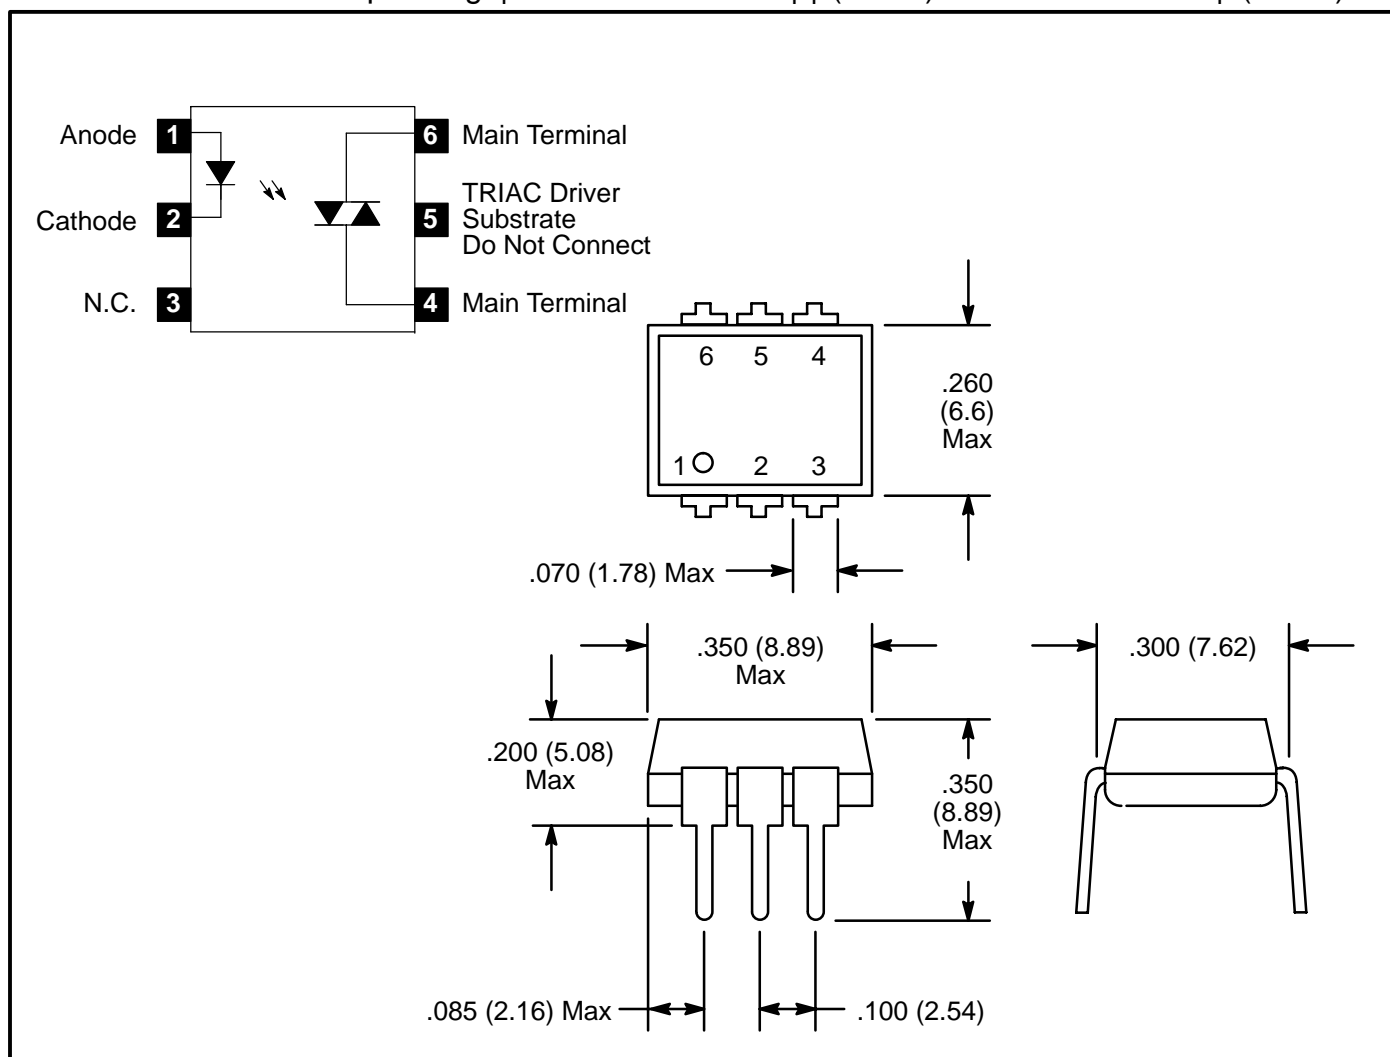 Anode 1
6 Main Terminal
TRIAC Driver
Cathode 2
5 Substrate
Do Not Connect
N.C. 3
4 Main Terminal
6 5 4
.260
(6.6)
Max
1 2 3
.070 (1.78) Max
.350 (8.89)
Max
.300 (7.62)
.200 (5.08)
Max
.350
(8.89)
Max
.085 (2.16) Max
.100 (2.54)